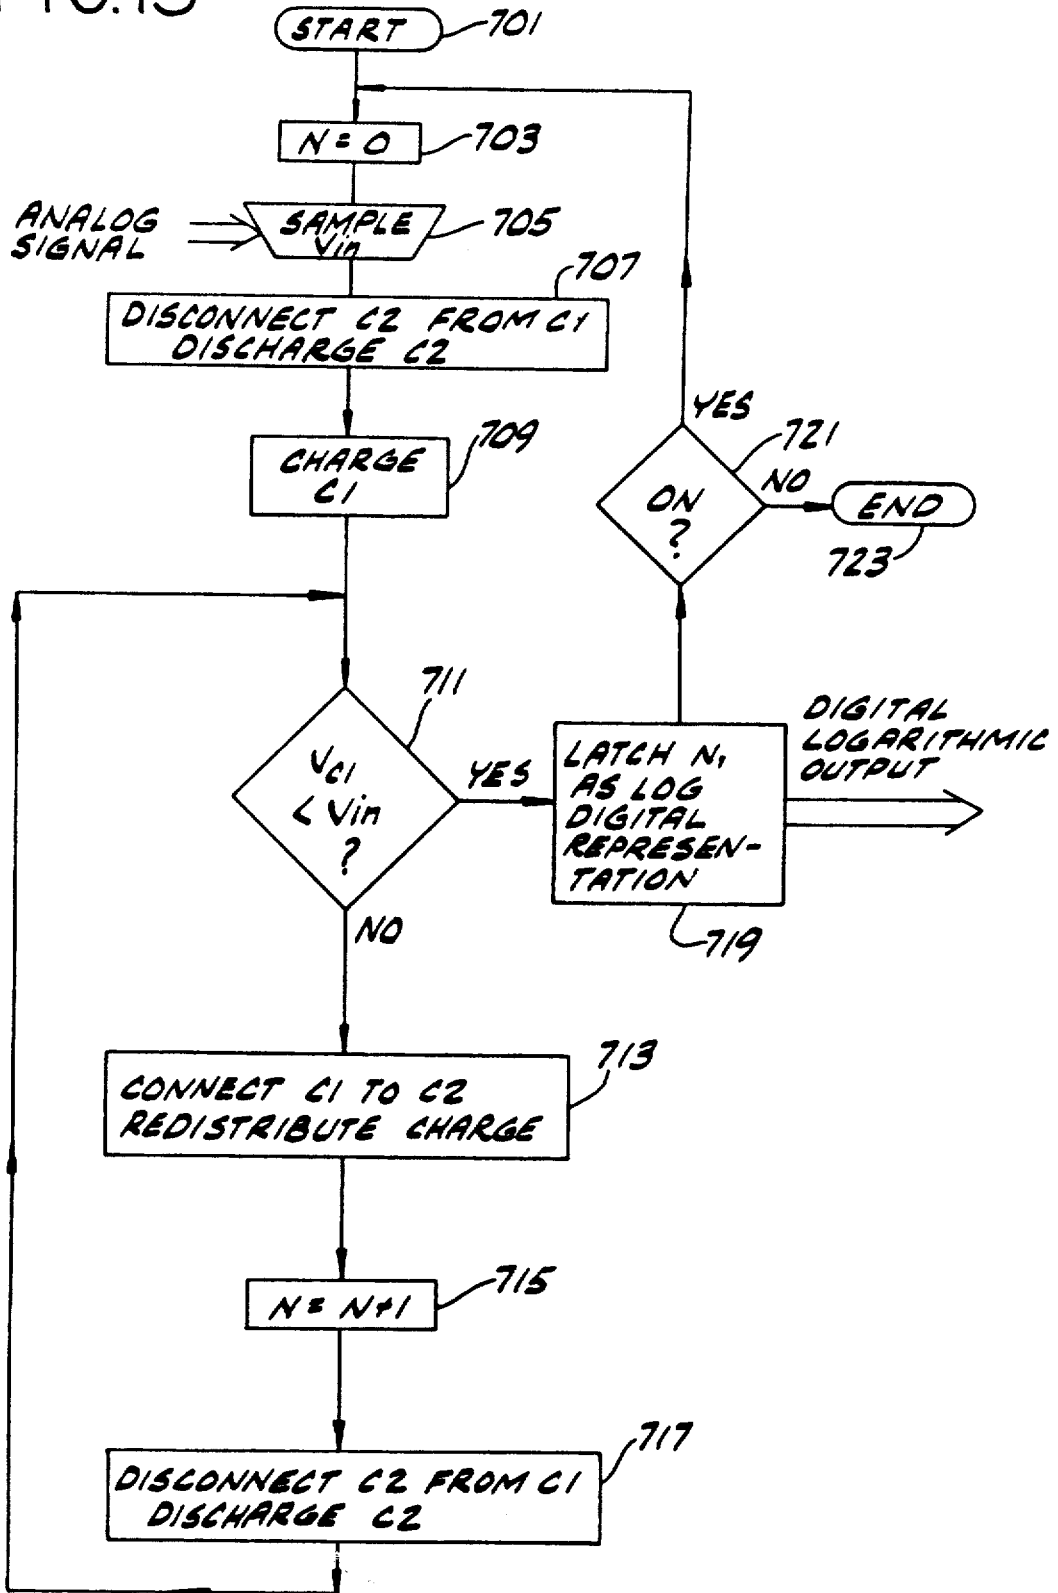 FIG.13
START
701
N = 0
703
ANALOG
SIGNAL
SAMPLE
Vin
705
707
DISCONNECT C2 FROM C1
DISCHARGE C2
CHARGE
C1
709
YES
721
ON
?
NO
END
723
711
VC1
< Vin
?
YES
NO
LATCH N,
AS LOG
DIGITAL
REPRESEN-
TATION
719
DIGITAL
LOGARITHMIC
OUTPUT
713
CONNECT C1 TO C2
REDISTRIBUTE CHARGE
N = N+1
715
717
DISCONNECT C2 FROM C1
DISCHARGE C2